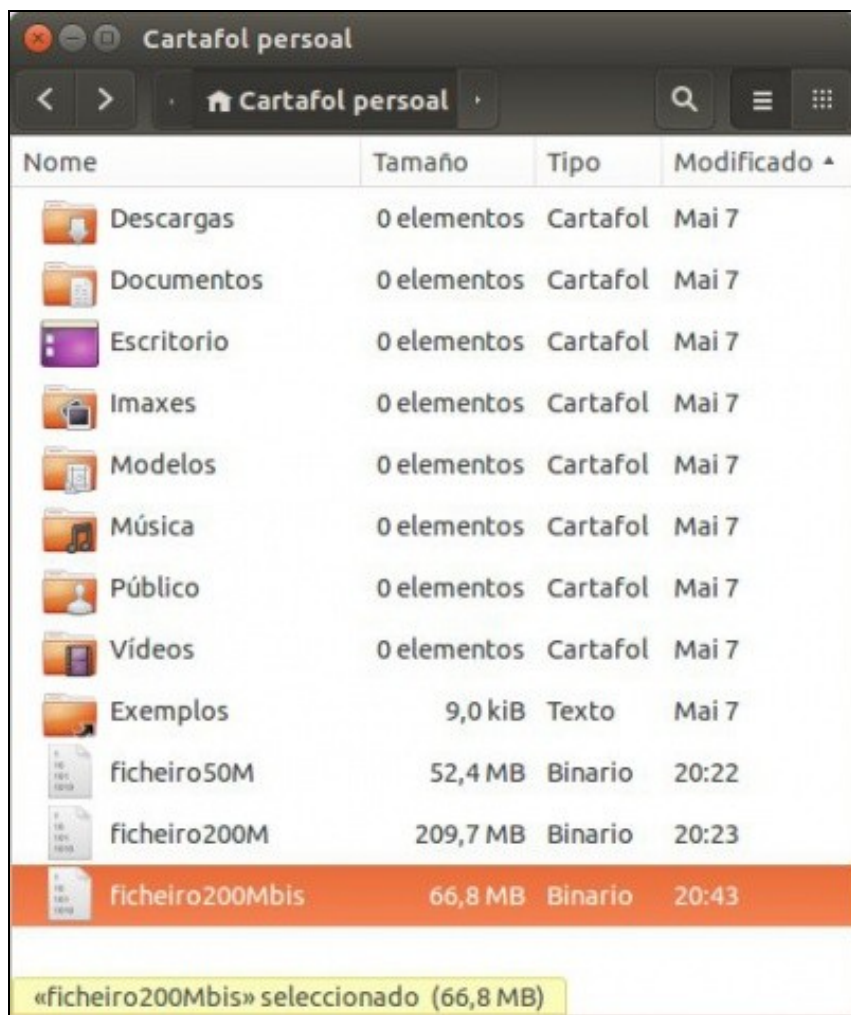 Cartafol persoal
Cartafol persoal
Nome Tamaño Tipo Modificado
Descargas 0 elementos Cartafol Mai 7
Documentos 0 elementos Cartafol Mai 7
Escritorio 0 elementos Cartafol Mai 7
Imaxes 0 elementos Cartafol Mai 7
Modelos 0 elementos Cartafol Mai 7
Música 0 elementos Cartafol Mai 7
Público 0 elementos Cartafol Mai 7
Vídeos 0 elementos Cartafol Mai 7
Exemplos 9,0 kiB Texto Mai 7
ficheiro50M 52,4 MB Binario 20:22
ficheiro200M 209,7 MB Binario 20:23
ficheiro200Mbis 66,8 MB Binario 20:43
«ficheiro200Mbis» seleccionado (66,8 MB)